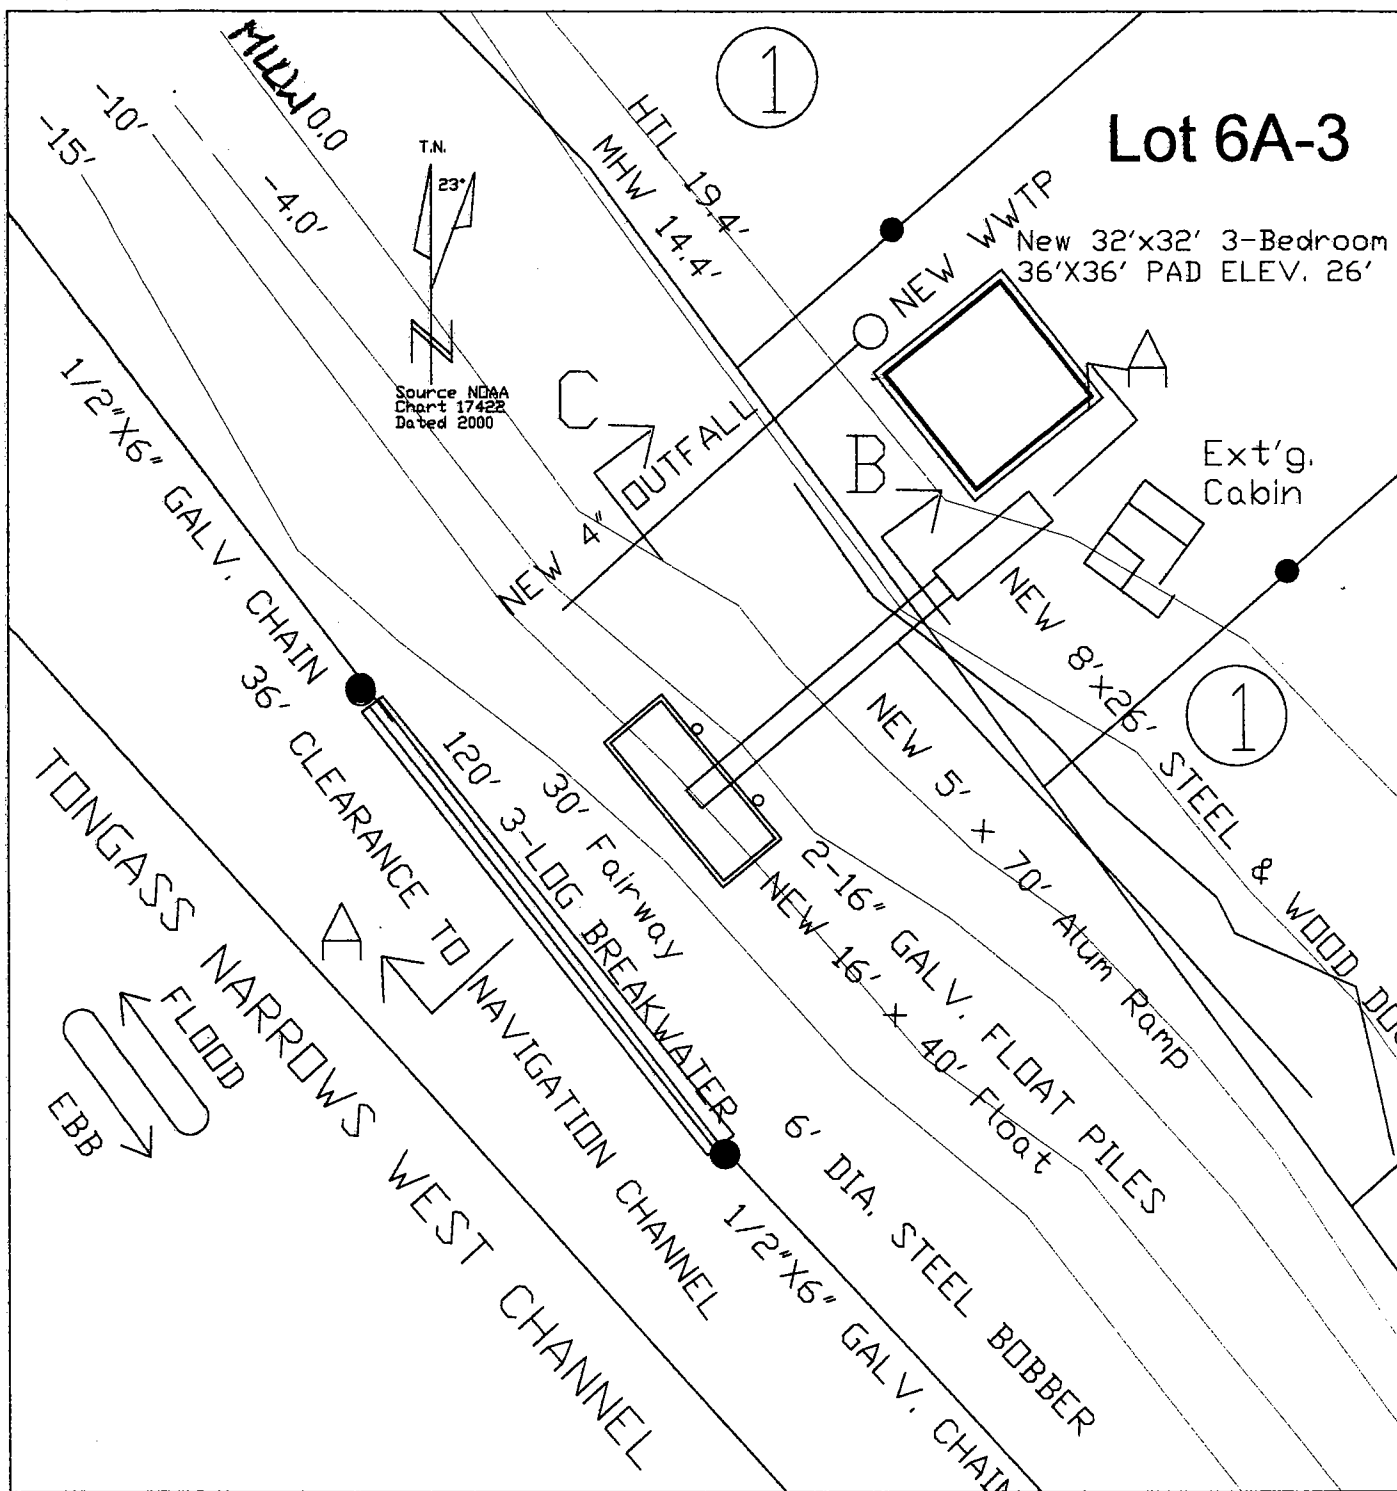 MLLW 0.0
-10'
-15'
-4.0'
T.N.
23°
N
Source NOAA
Chart 17422
Dated 2000
1
HTL 19.4'
MHW 14.4'
Lot 6A-3
NEW WWTP
New 32'x32' 3-Bedroom
36'X36' PAD ELEV. 26'
A
C
B
Ext'g.
Cabin
NEW 4" OUTFALL
1/2"X6" GALV. CHAIN
36' CLEARANCE TO NAVIGATION CHANNEL
120' 3-LOG BREAKWATER
30' Fairway
NEW 8'x26' STEEL & WOOD
NEW 5' x 70' Alum Ramp
1
2-16" GALV. FLOAT PILES
NEW 16' x 40' Float
A
TONGASS NARROWS WEST CHANNEL
FLOOD
EBB
6' DIA. STEEL BOBBER
1/2"X6" GALV. CHAIN